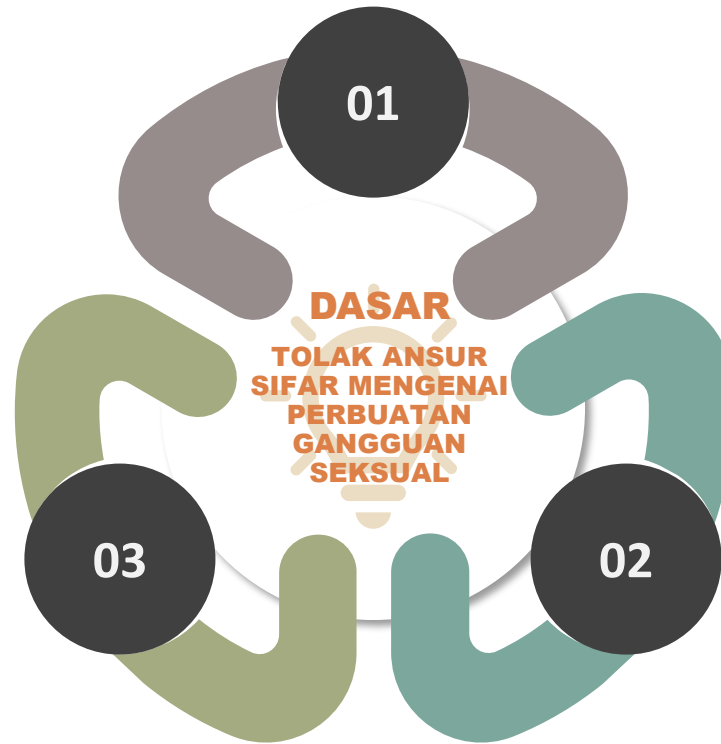 01
DASAR
TOLAK ANSUR
SIFAR MENGENAI
PERBUATAN
GANGGUAN
SEKSUAL
03
02